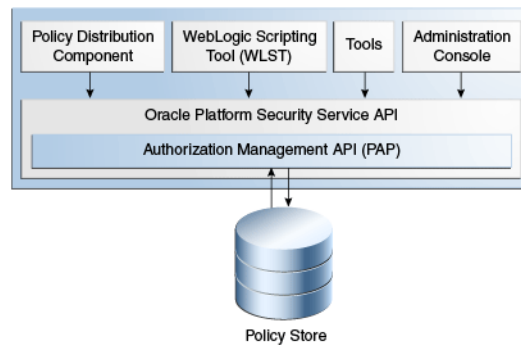 Policy Distribution
Component
WebLogic Scripting
Tool (WLST)
Tools
Administration
Console
Oracle Platform Security Service API
Authorization Management API (PAP)
Policy Store